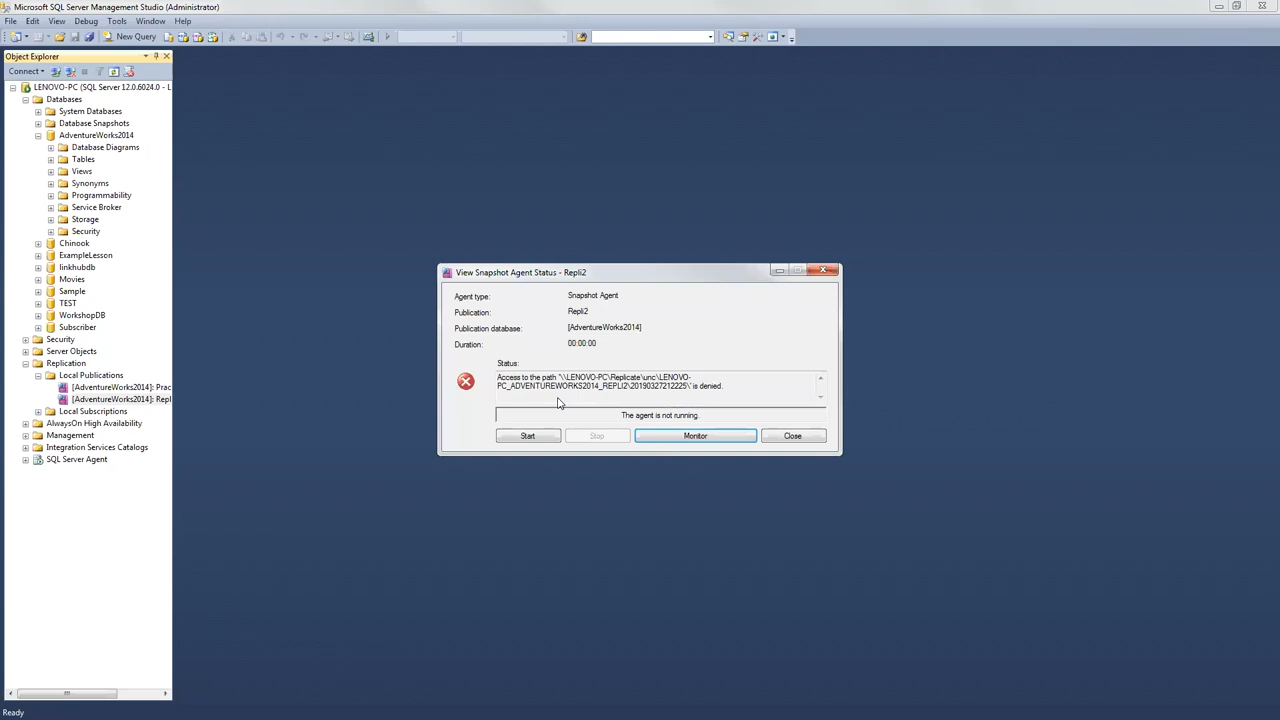 Microsoft SQL Server Management Studio (Administrator)
File Edit View Debug Tools Window Help
New Query
Object Explorer
Connect
LENOVO-PC (SQL Server 12.0.6024.0 - L
Databases
System Databases
Database Snapshots
AdventureWorks2014
Database Diagrams
Tables
Views
Synonyms
Programmability
Service Broker
Storage
Security
Chinook
ExampleLesson
linkhubdb
Movies
Sample
TEST
WorkshopDB
Subscriber
Security
Server Objects
Replication
Local Publications
[AdventureWorks2014]: Prac
[AdventureWorks2014]: Repl
Local Subscriptions
AlwaysOn High Availability
Management
Integration Services Catalogs
SQL Server Agent
View Snapshot Agent Status - Repli2
Agent type: Snapshot Agent
Publication: Repli2
Publication database: [AdventureWorks2014]
Duration: 00:00:00
Status:
Access to the path '\\LENOVO-PC\Replicate\unc\LENOVO-
PC_ADVENTUREWORKS2014_REPLI2\20190327212225\' is denied.
The agent is not running.
Start Stop Monitor Close
Ready